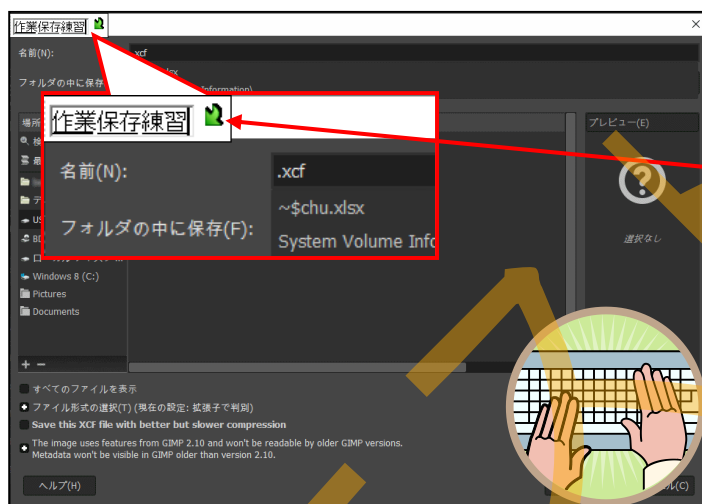 作業保存練習
名前(N):
.xcf
フォルダの中に保存
作業保存練習
名前(N):
.xcf
~$chu.xlsx
フォルダの中に保存(F):
System Volume Info
プレビュー(E)
選択なし
Windows 8 (C:)
Pictures
Documents
すべてのファイルを表示
ファイル形式の選択(T) (現在の設定: 拡張子で判別)
Save this XCF file with better but slower compression
The image uses features from GIMP 2.10 and won't be readable by older GIMP versions.
Metadata won't be visible in GIMP older than version 2.10.
ヘルプ(H)
ル(C)